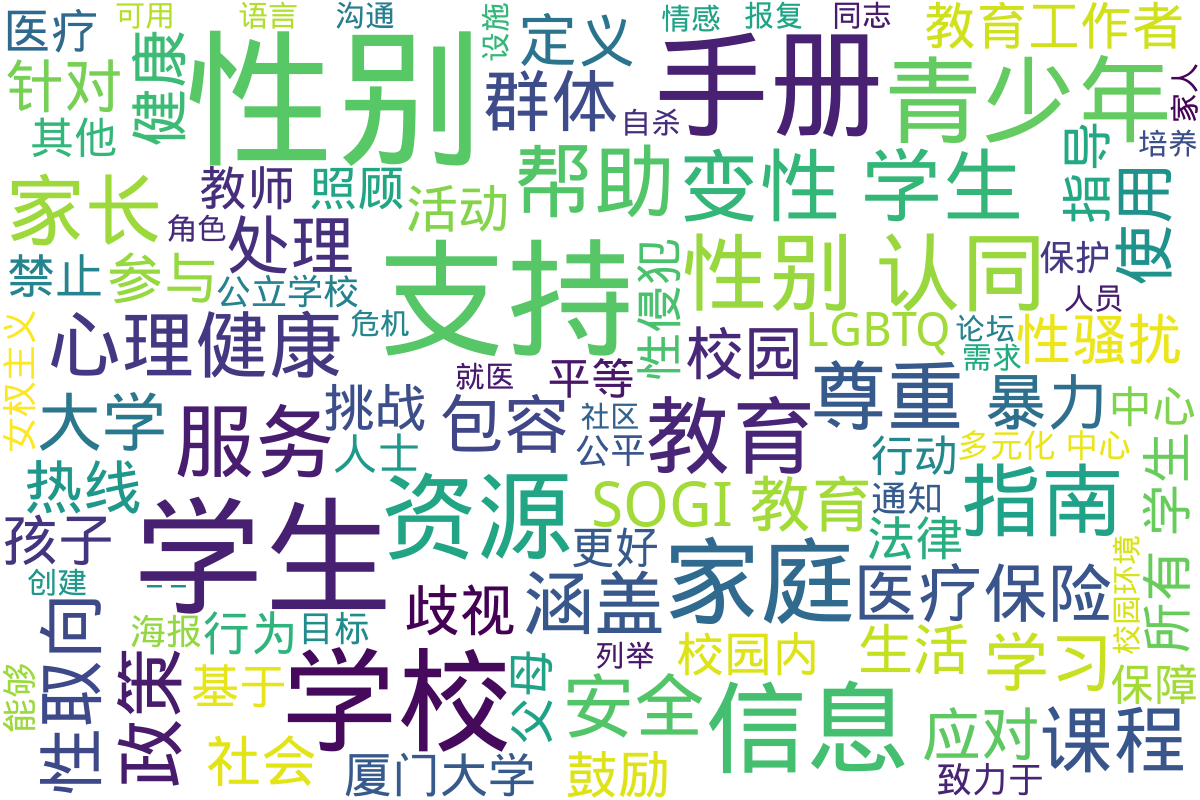 医疗
可用
语言
沟通
设施
定义
情感
报复
同志
教育工作者
针对
健康
性别
群体
手册
青少年
家人
其他
自杀
培养
帮助
变性 学生
指导
使用
家长
教师
照顾
活动
角色
处理
支持
性侵犯
性别 认同
保护
禁止
参与
公立学校
人员
心理健康
危机
校园
LGBTQ
论坛
需求
性骚扰
女权主义
就医
平等
尊重
暴力
大学
挑战
包容
社区
公平
教育
中心
服务
人士
行动
多元化 中心
热线
资源
SOGI 教育
通知
指南
所有 学生
孩子
学生
更好
家庭
法律
校园环境
创建
--
涵盖
医疗保险
性取向
海报
行为
目标
歧视
列举
校园内
生活
学习
保障
能够
政策
基于
学校
父母
安全
信息
应对
课程
社会
厦门大学
鼓励
致力于